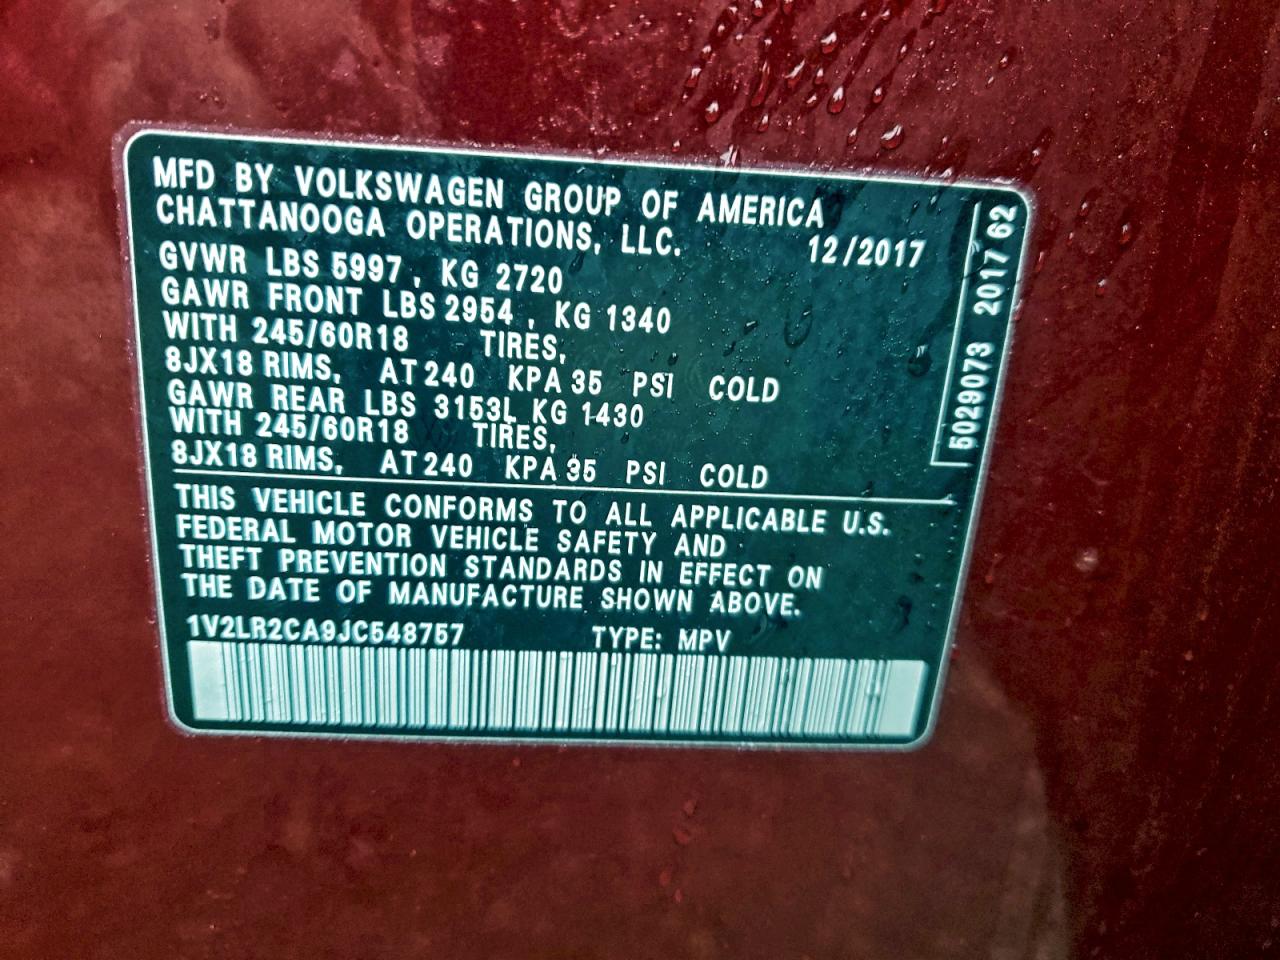 MFD BY VOLKSWAGEN GROUP OF AMERICA
CHATTANOOGA OPERATIONS, LLC. 12/2017
GVWR LBS 5997, KG 2720
GAWR FRONT LBS 2954, KG 1340
WITH 245/60R18 TIRES,
8JX18 RIMS, AT 240 KPA 35 PSI COLD
GAWR REAR LBS 3153L KG 1430
WITH 245/60R18 TIRES,
8JX18 RIMS, AT 240 KPA 35 PSI COLD
THIS VEHICLE CONFORMS TO ALL APPLICABLE U.S.
FEDERAL MOTOR VEHICLE SAFETY AND
THEFT PREVENTION STANDARDS IN EFFECT ON
THE DATE OF MANUFACTURE SHOWN ABOVE.
1V2LR2CA9JC548757 TYPE: MPV
5029073 2017 62